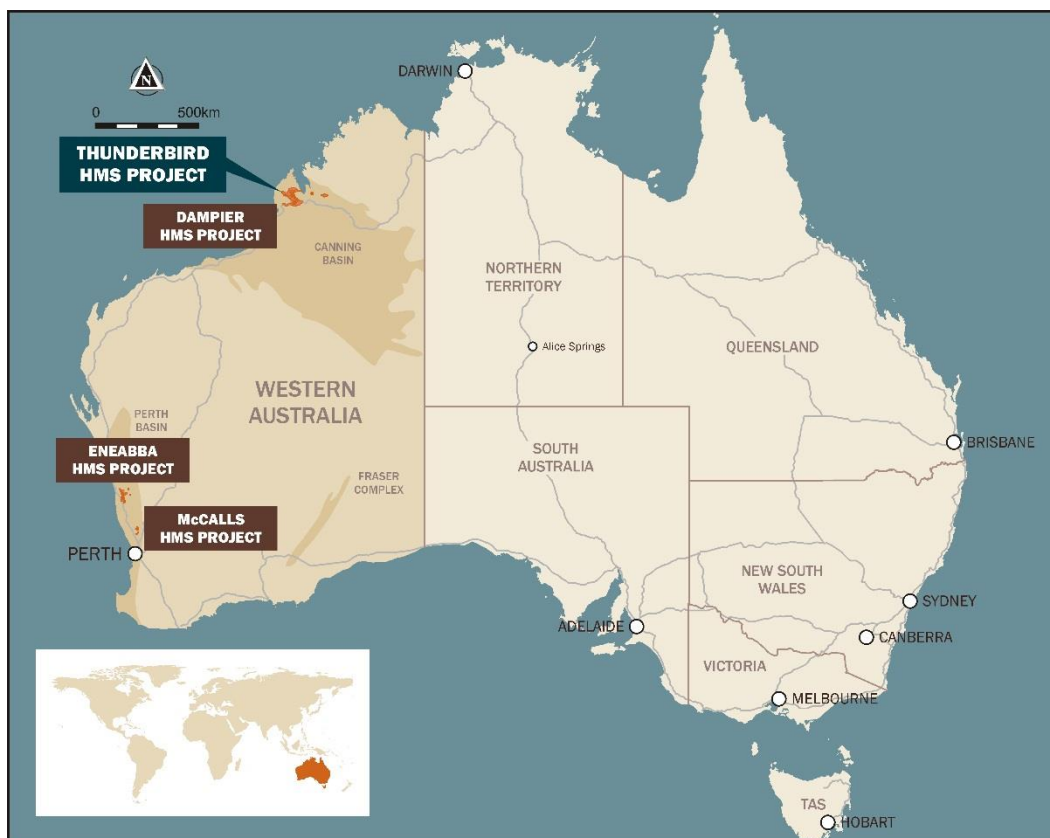 DARWIN
N
0 500km
THUNDERBIRD
HMS PROJECT
DAMPIER
HMS PROJECT
CANNING
BASIN
NORTHERN
TERRITORY
Alice Springs
QUEENSLAND
WESTERN
AUSTRALIA
PERTH
BASIN
SOUTH
AUSTRALIA
BRISBANE
ENEABBA
HMS PROJECT
FRASER
COMPLEX
McCALLS
HMS PROJECT
PERTH
NEW SOUTH
WALES
SYDNEY
ADELAIDE
CANBERRA
VICTORIA
MELBOURNE
TAS
HOBART